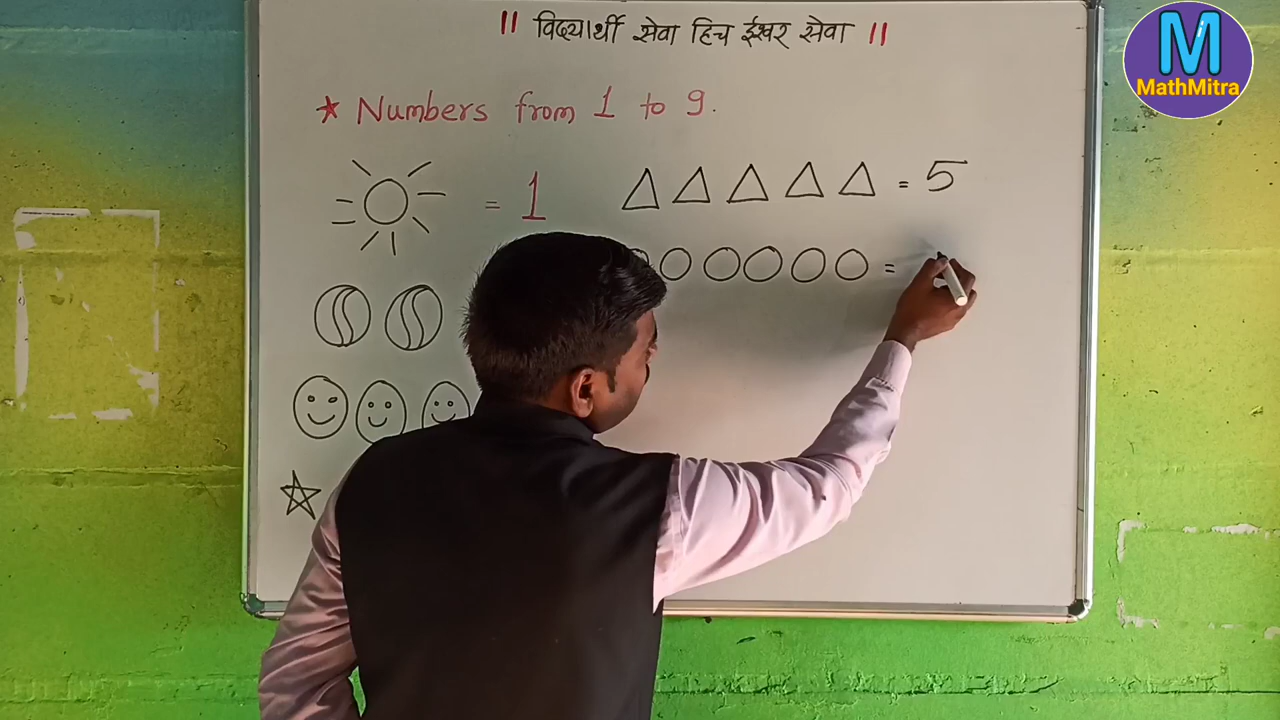 || विद्यार्थी सेवा हिच ईश्वर सेवा ||
M
MathMitra
★ Numbers from 1 to 9.
= 1
= 5
=